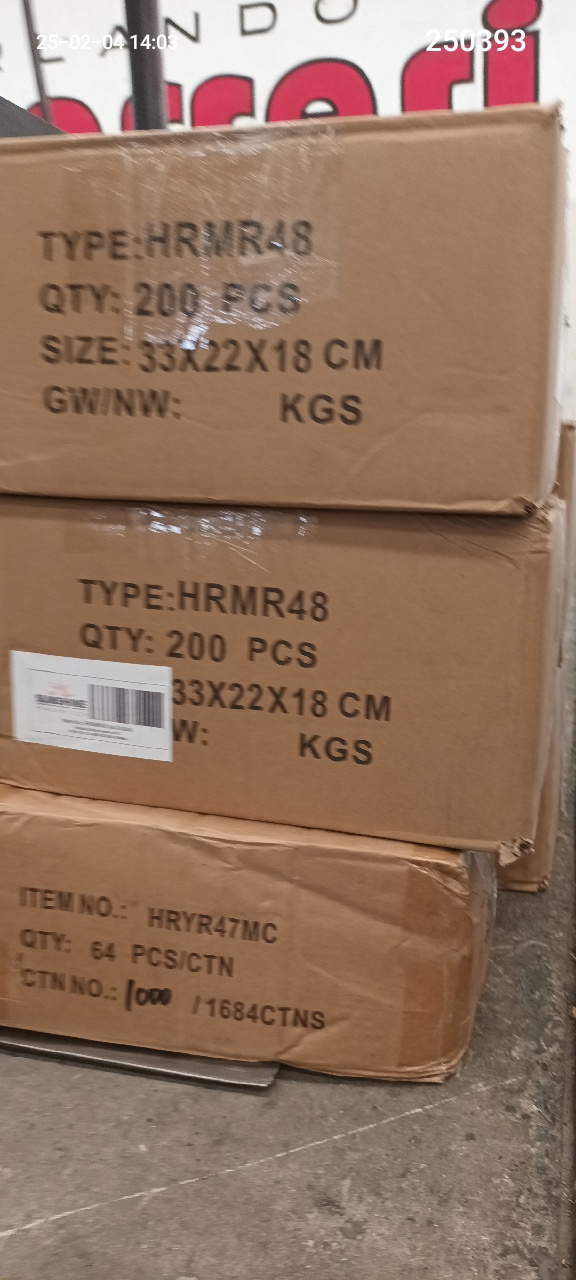 25-02-04 14:03
250393
RLANDO
TYPE:HRMR48
QTY: 200 PCS
SIZE: 33X22X18 CM
GW/NW: KGS
TYPE:HRMR48
QTY: 200 PCS
33X22X18 CM
W: KGS
ITEM NO.: HRYR47MC
QTY: 64 PCS/CTN
CTN NO.: 1000 /1684CTNS